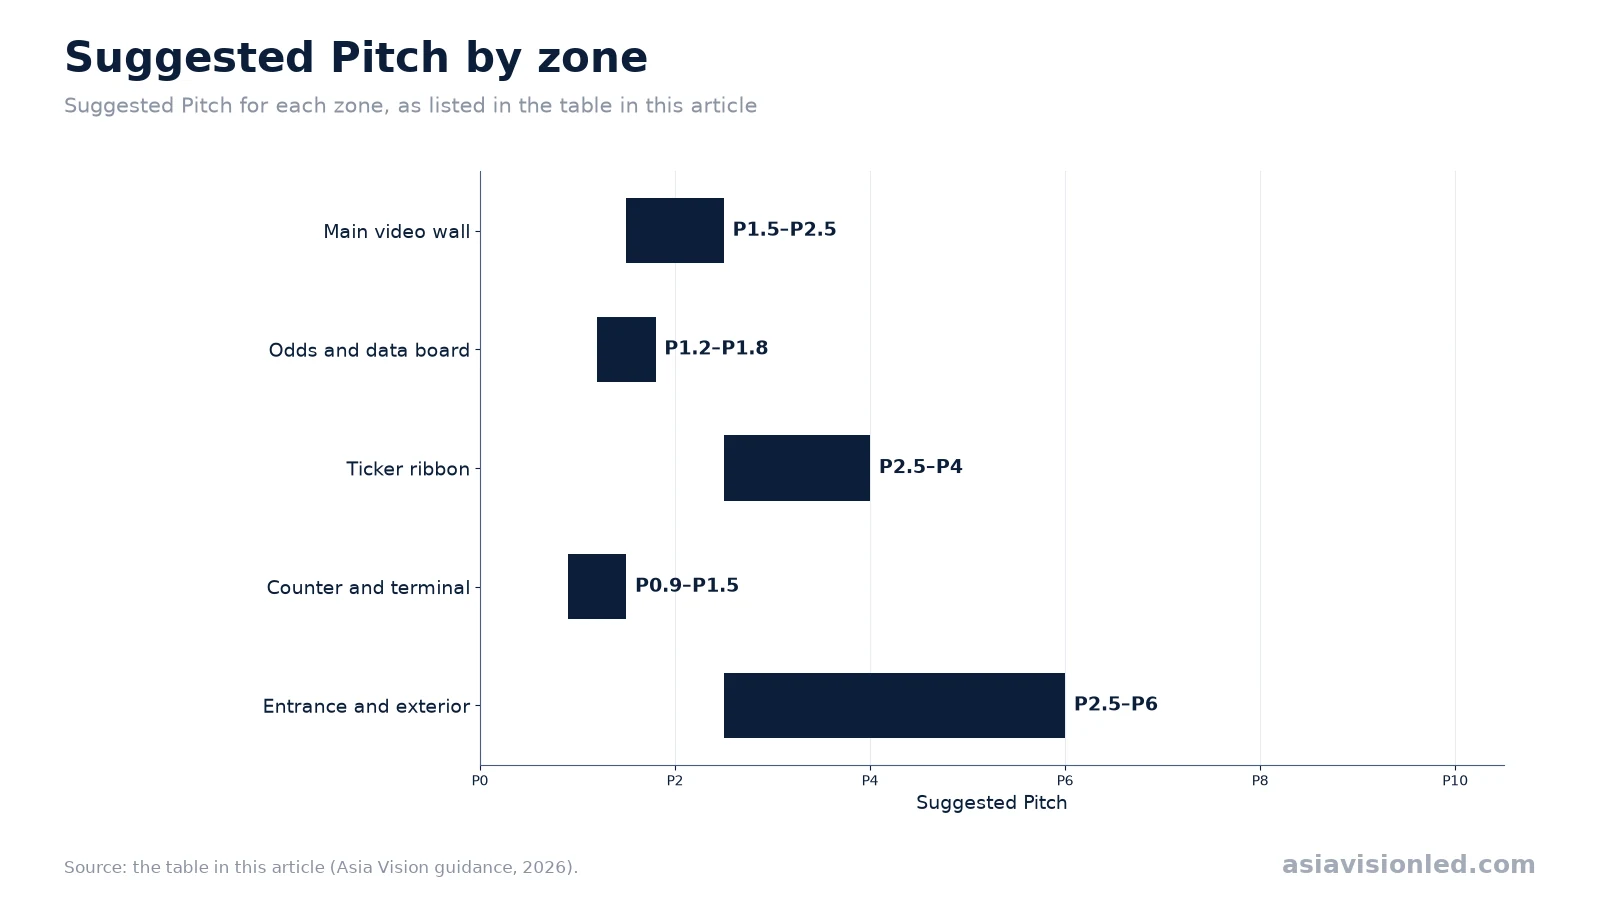 Suggested Pitch by zone
Suggested Pitch for each zone, as listed in the table in this article
Main video wall
P1.5–P2.5
Odds and data board
P1.2–P1.8
Ticker ribbon
P2.5–P4
Counter and terminal
P0.9–P1.5
Entrance and exterior
P2.5–P6
P0 P2 P4 P6 P8 P10
Suggested Pitch
Source: the table in this article (Asia Vision guidance, 2026).
asiavisionled.com